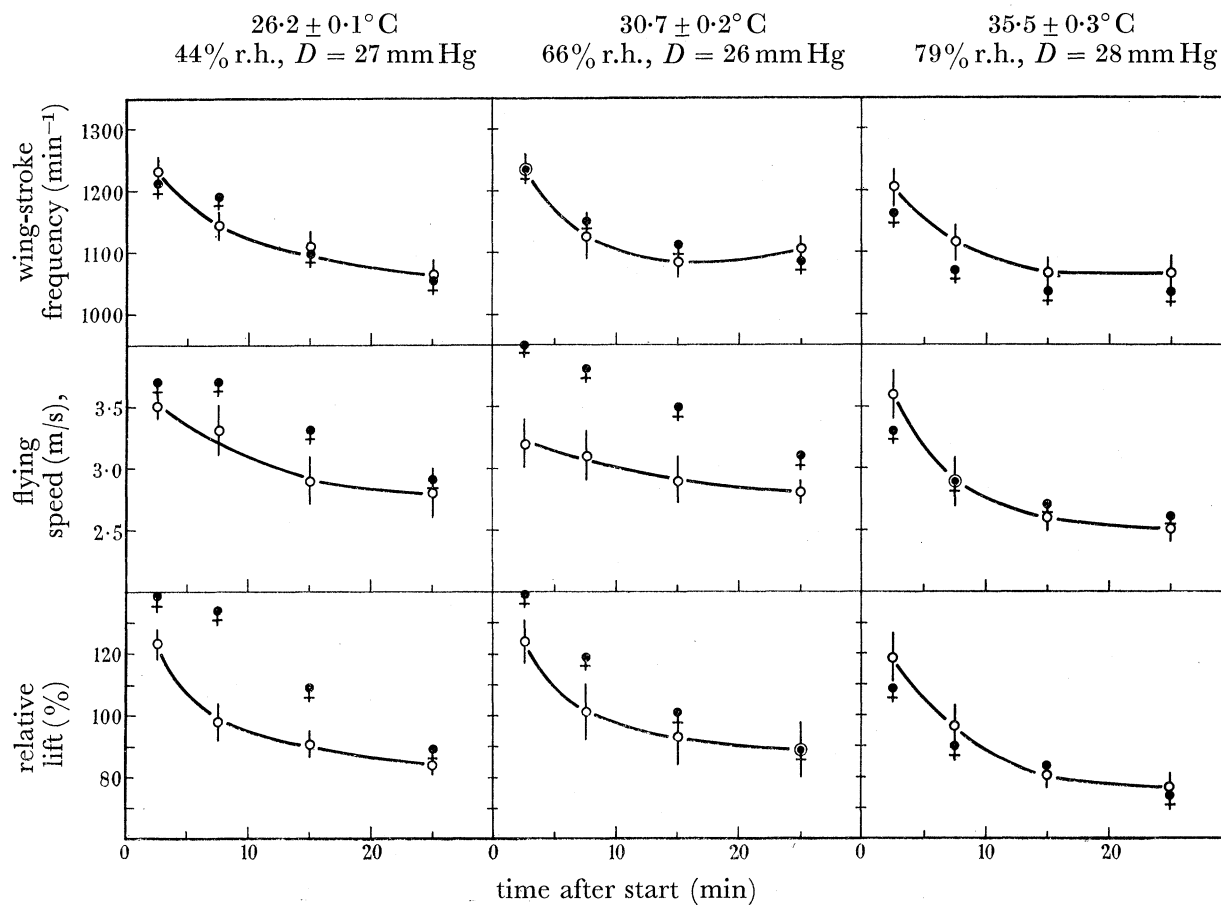 26·2 ± 0·1° C
44% r.h., D = 27 mm Hg
30·7 ± 0·2° C
66% r.h., D = 26 mm Hg
35·5 ± 0·3° C
79% r.h., D = 28 mm Hg
wing-stroke
frequency (min⁻¹)
1300
1200
1100
1000
flying
speed (m/s),
3·5
3·0
2·5
relative
lift (%)
120
100
80
0
10
20
0
10
20
0
10
20
time after start (min)